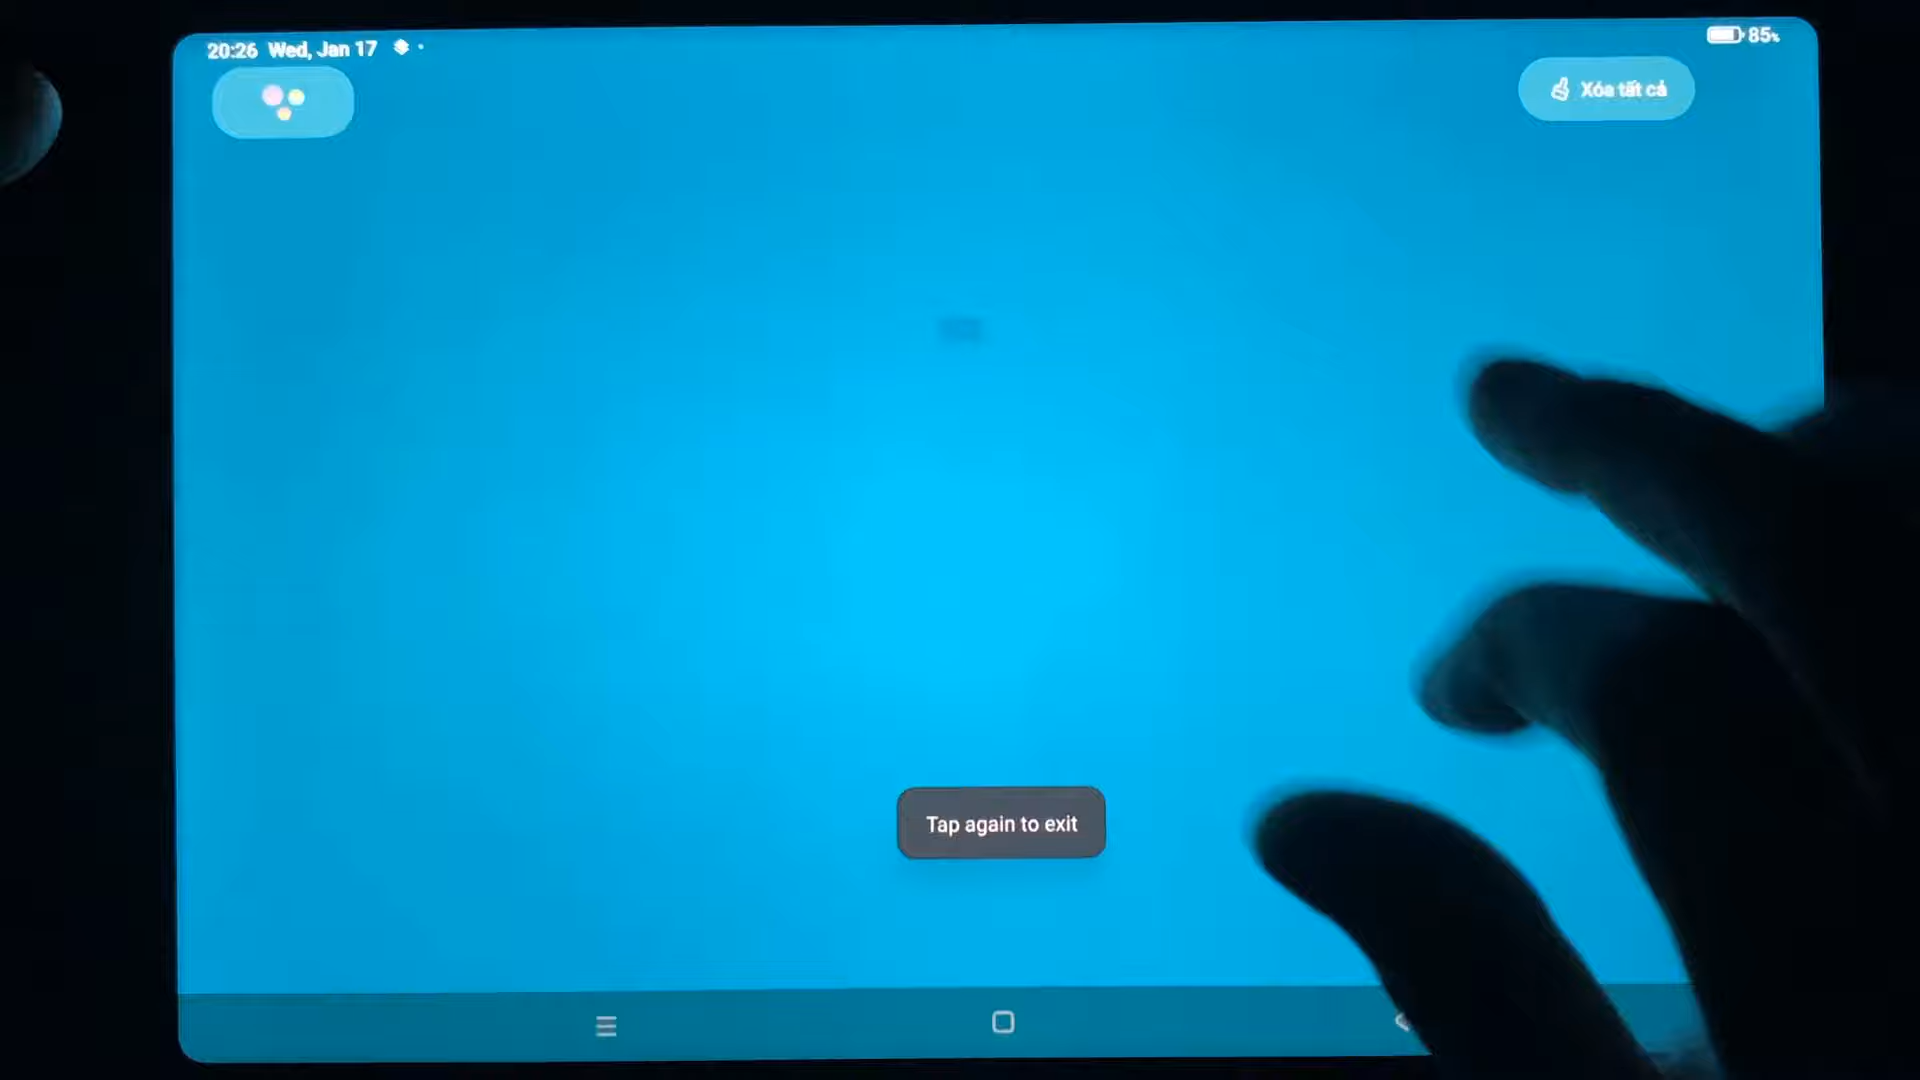 20:26 Wed, Jan 17
85%
Xóa tất cả
Tap again to exit